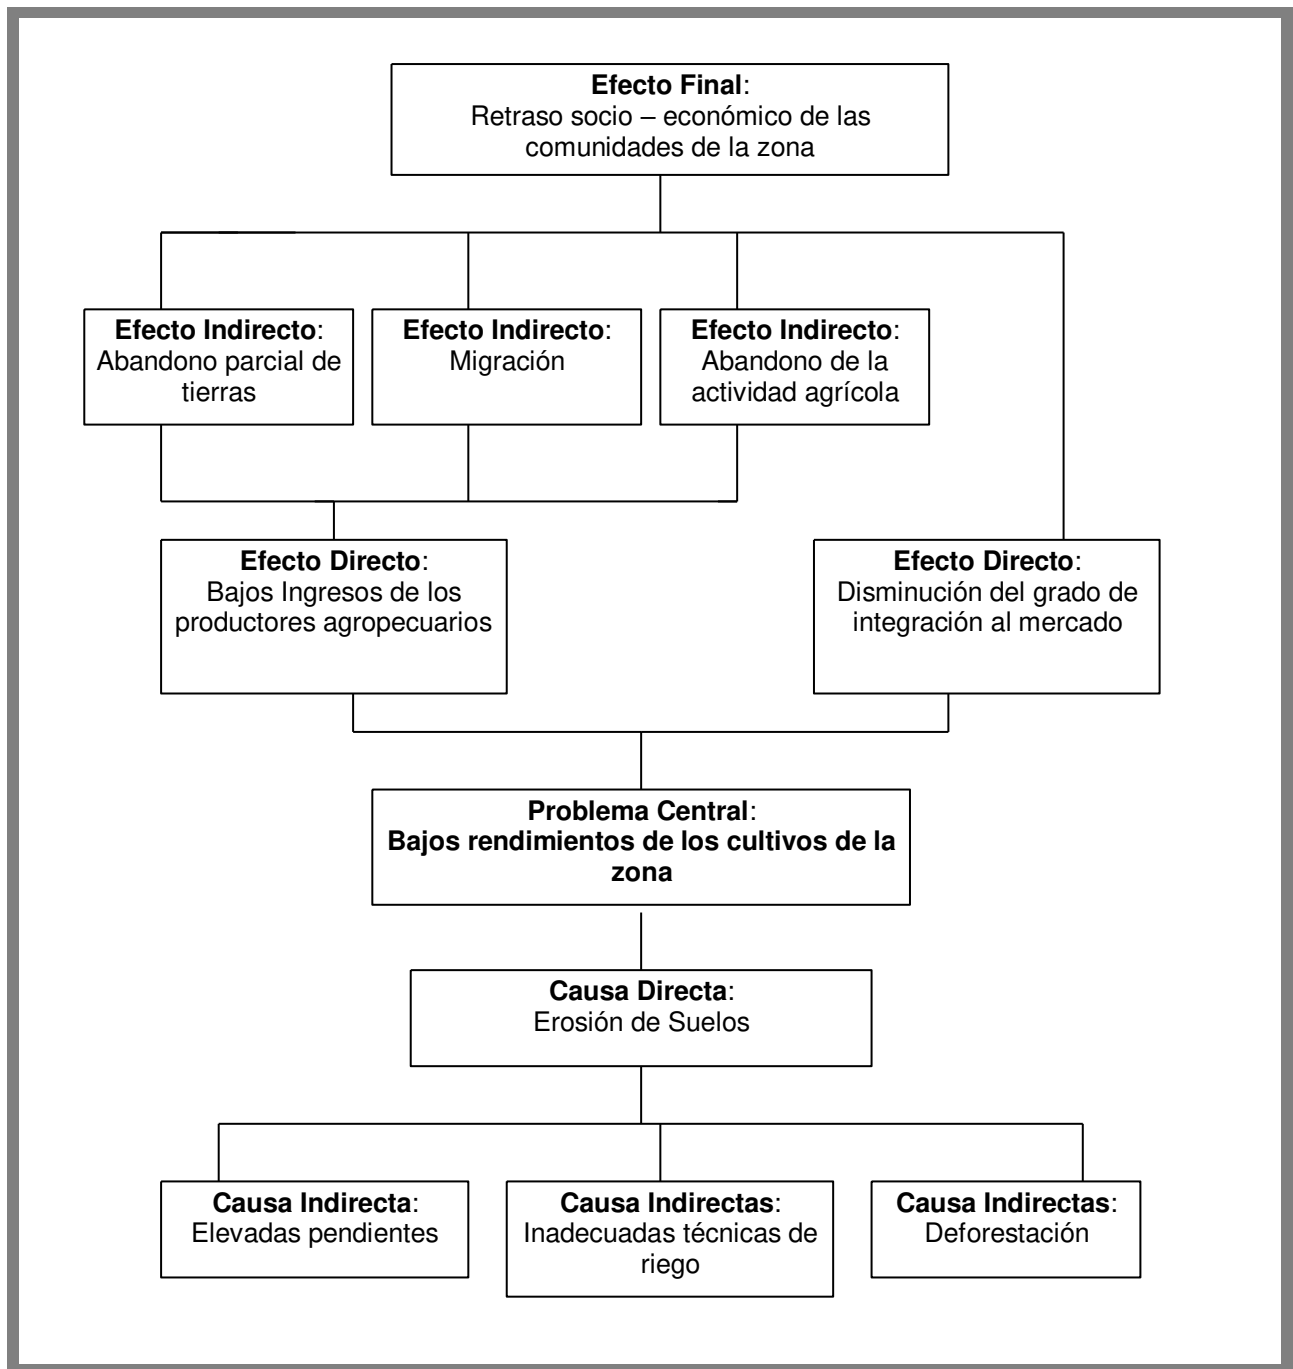 Efecto Final:
Retraso socio – económico de las
comunidades de la zona
Efecto Indirecto:
Abandono parcial de
tierras
Efecto Indirecto:
Migración
Efecto Indirecto:
Abandono de la
actividad agrícola
Efecto Directo:
Bajos Ingresos de los
productores agropecuarios
Efecto Directo:
Disminución del grado de
integración al mercado
Problema Central:
Bajos rendimientos de los cultivos de la
zona
Causa Directa:
Erosión de Suelos
Causa Indirecta:
Elevadas pendientes
Causa Indirectas:
Inadecuadas técnicas de
riego
Causa Indirectas:
Deforestación